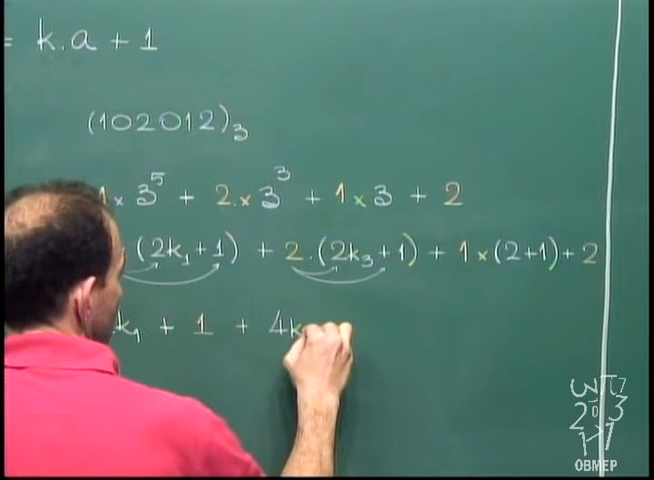 = k.a + 1
(102012)₃
1 × 3⁵ + 2.× 3³ + 1 × 3 + 2
.(2k₁+1) + 2.(2k₃+1) + 1×(2+1)+2
k₁ + 1 + 4k
OBMEP